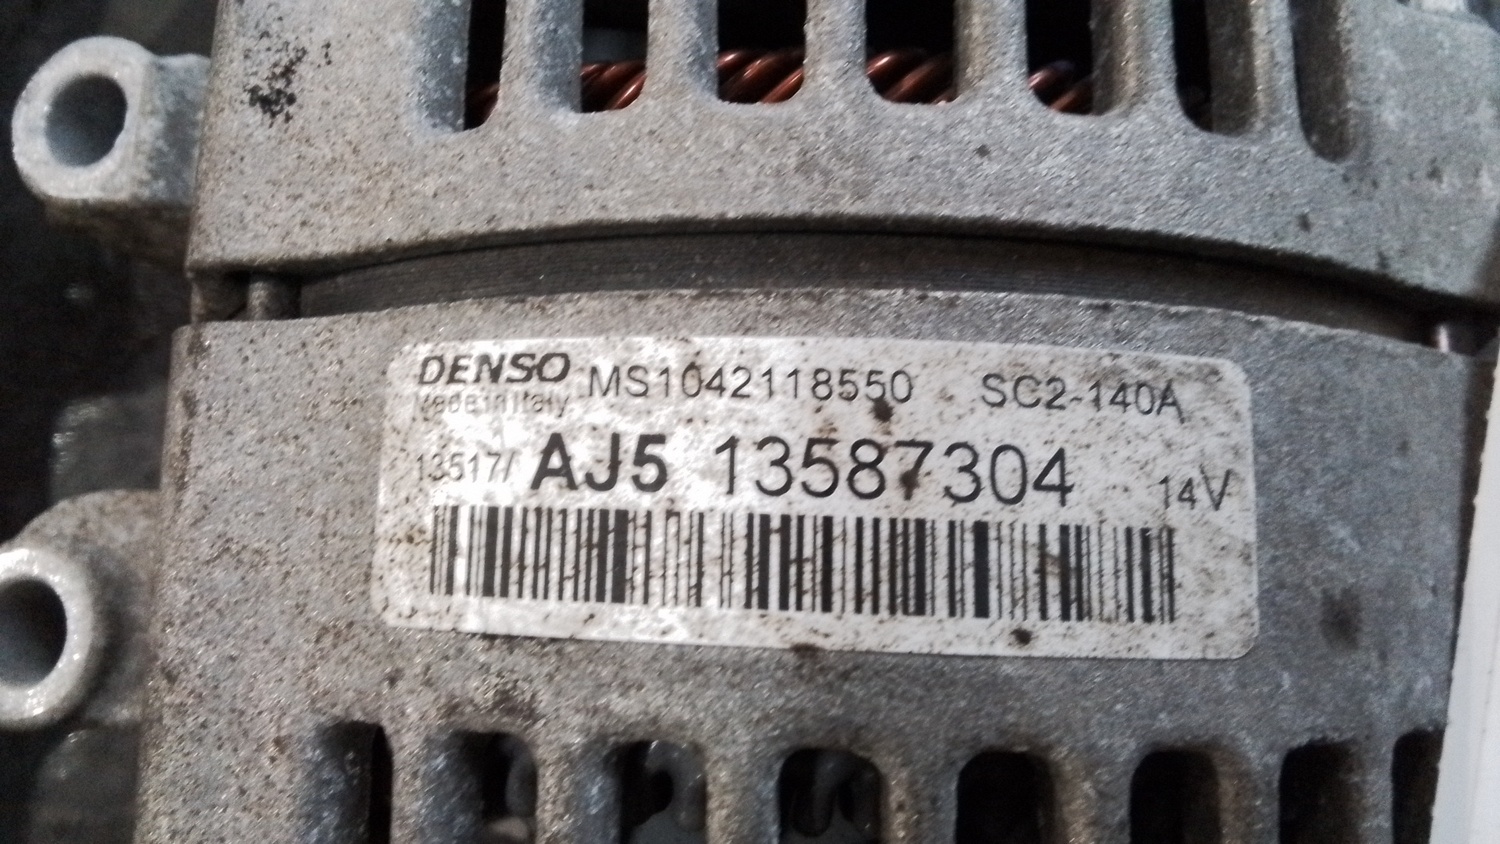 DENSO MS1042118550 SC2-140A
Made in Italy
13517/ AJ5 13587304 14V